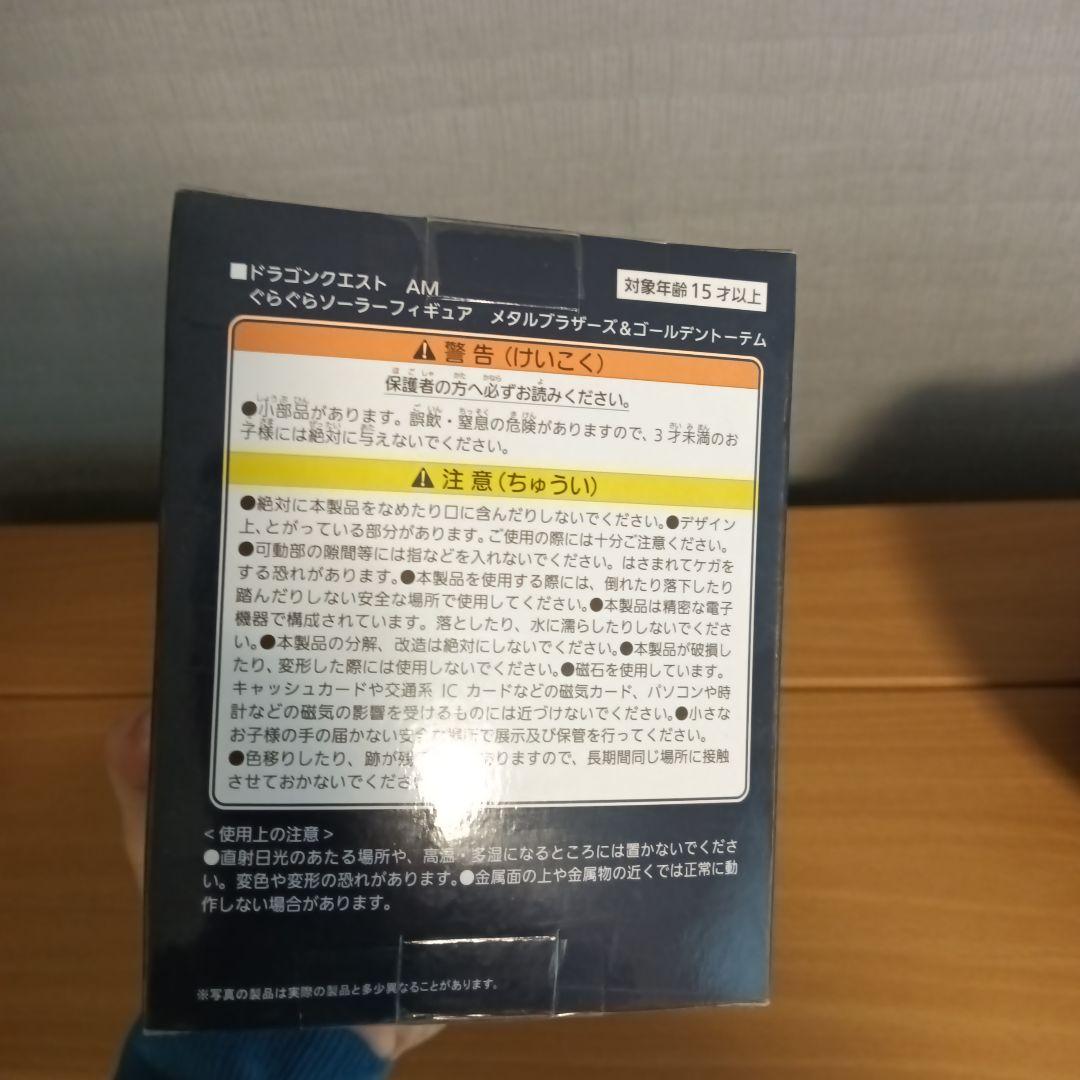 ■ドラゴンクエスト AM
ぐらぐらソーラーフィギュア メタルブラザーズ&ゴールデントーテム
対象年齢15才以上
警告(けいこく)
保護者の方へ必ずお読みください。
●小部品があります。誤飲・窒息の危険がありますので、3才未満のお
子様には絶対に与えないでください。
注意(ちゅうい)
●絶対に本製品をなめたり口に含んだりしないでください。●デザイン
上、とがっている部分があります。ご使用の際には十分ご注意ください。
●可動部の隙間等には指などを入れないでください。はさまれてケガを
する恐れがあります。●本製品を使用する際には、倒れたり落下したり
踏んだりしない安全な場所で使用してください。●本製品は精密な電子
機器で構成されています。落としたり、水に濡らしたりしないでくださ
い。●本製品の分解、改造は絶対にしないでください。●本製品が破損し
たり、変形した際には使用しないでください。●磁石を使用しています。
キャッシュカードや交通系 IC カードなどの磁気カード、パソコンや時
計などの磁気の影響を受けるものには近づけないでください。●小さな
お子様の手の届かない安全な場所で展示及び保管を行ってください。
●色移りしたり、跡が残 ありますので、長期間同じ場所に接触
させておかないでくださ
<使用上の注意>
●直射日光のあたる場所や、高温・多湿になるところには置かないでくださ
い。変色や変形の恐れがあります。●金属面の上や金属物の近くでは正常に動
作しない場合があります。
※写真の製品は実際の製品と多少異なることがあります。